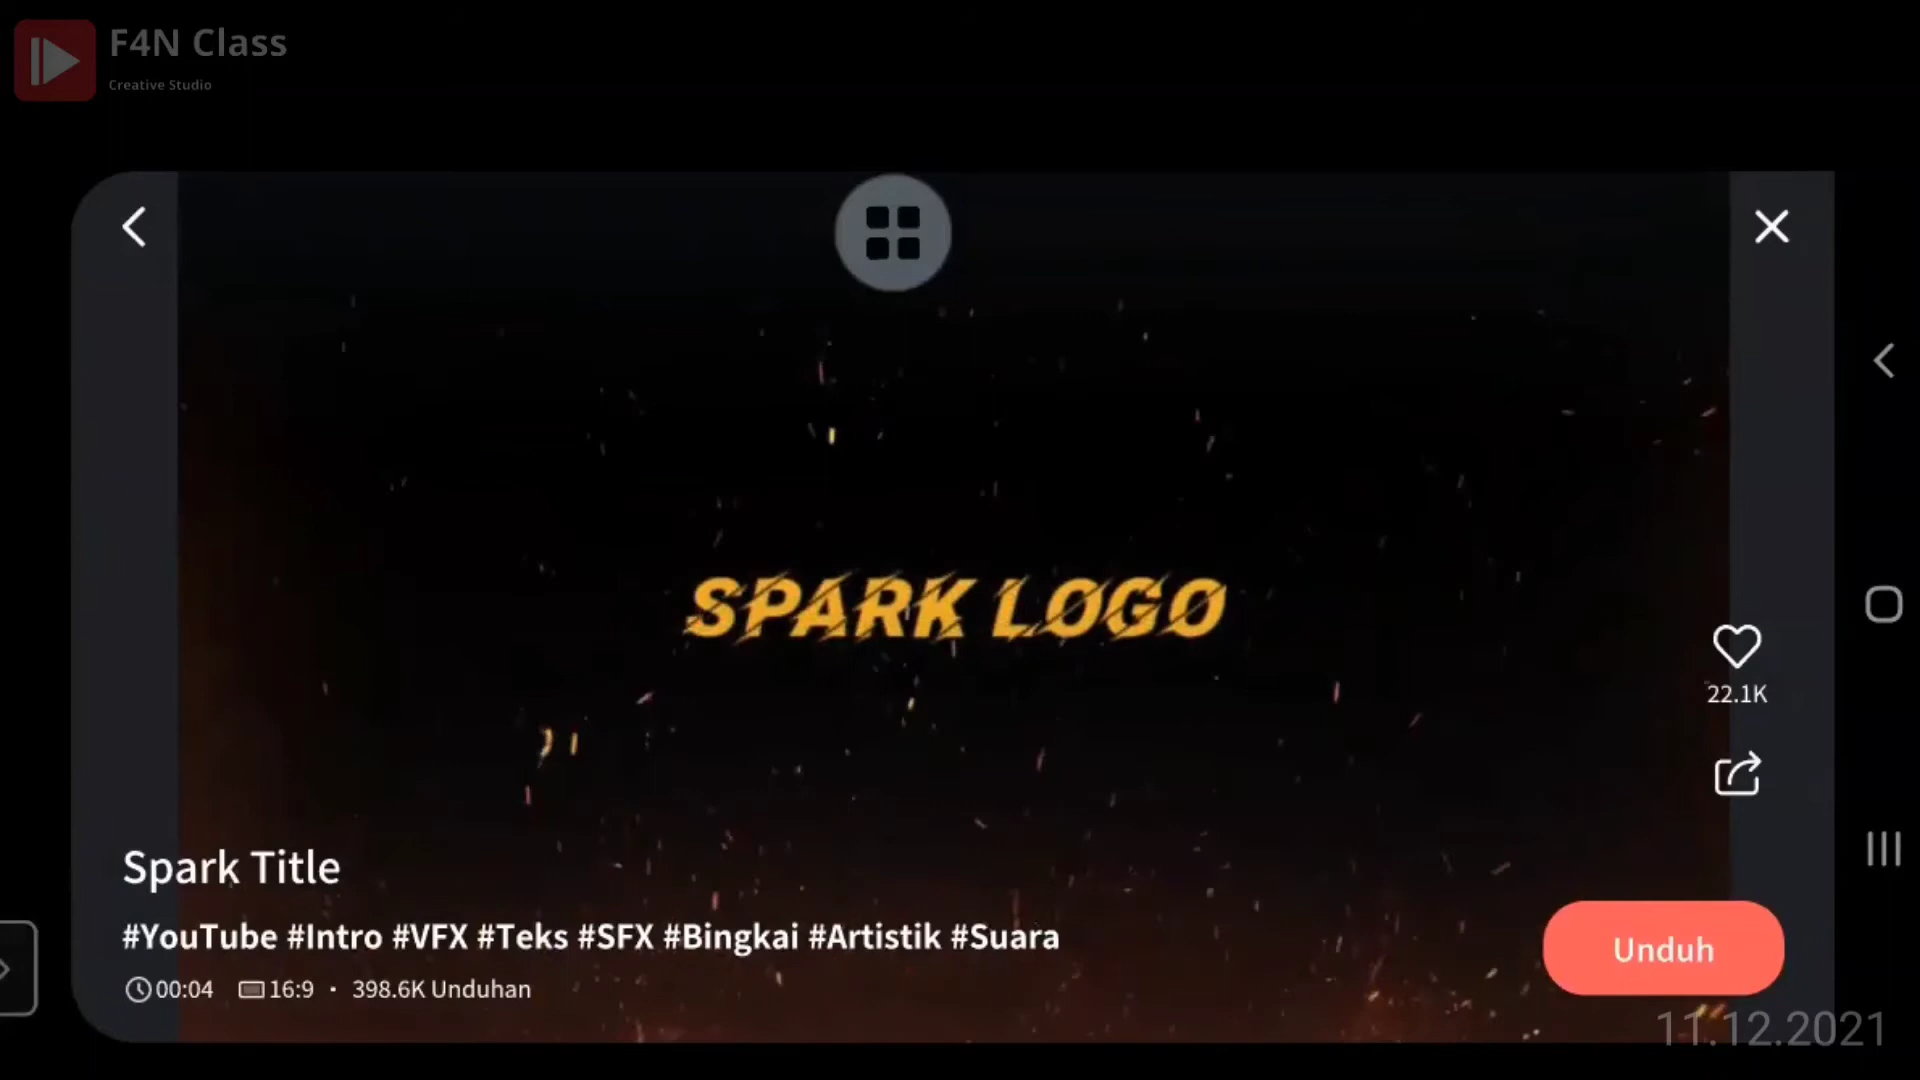 F4N Class
Creative Studio
SPARK LOGO
22.1K
Spark Title
#YouTube #Intro #VFX #Teks #SFX #Bingkai #Artistik #Suara
00:04 16:9 · 398.6K Unduhan
Unduh
11.12.2021